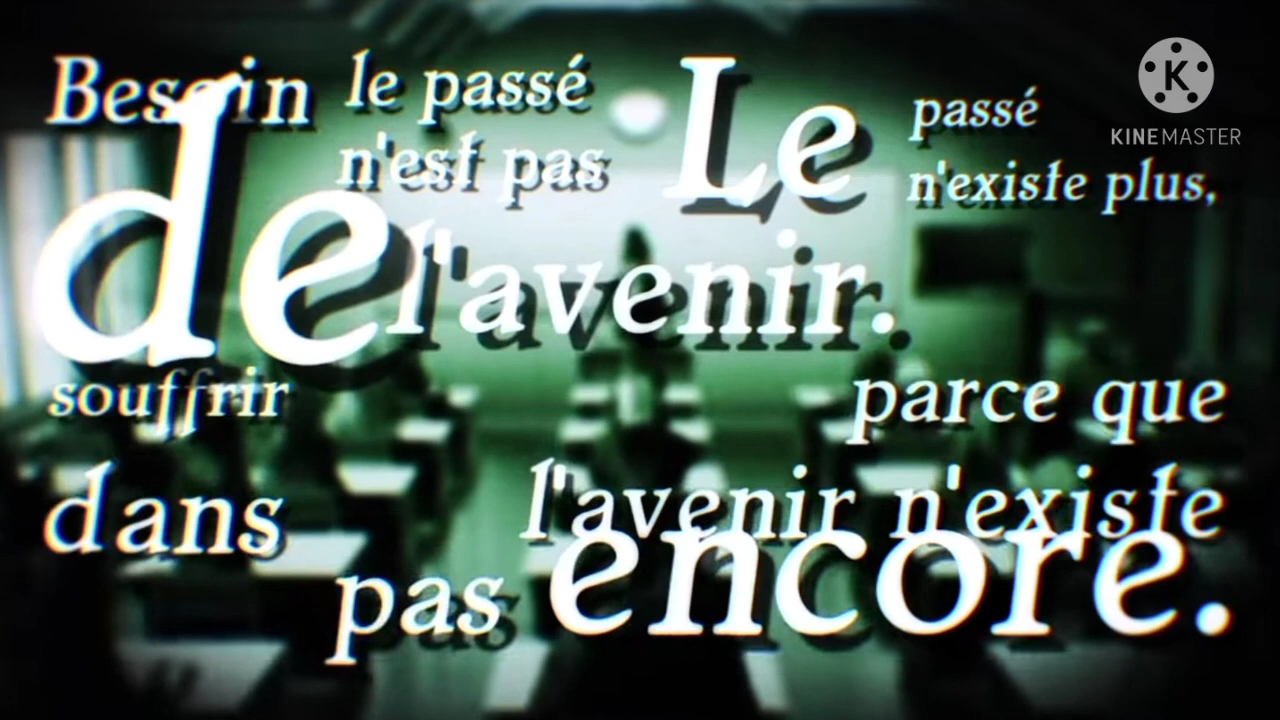 Besoin
de
souffrir
dans
le passé
n'est pas
l'avenir.
Le
passé
n'existe plus,
parce que
l'avenir n'existe
pas encore.
KINEMASTER